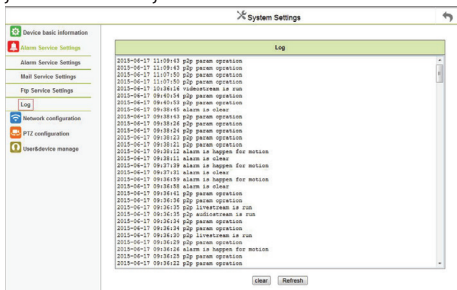 System Settings
Device basic information
Alarm Service Settings
Alarm Service Settings
Mail Service Settings
Ftp Service Settings
Log
Network configuration
PTZ configuration
User&device manage
Log
2015-06-17 11:09:43 p2p param opration
2015-06-17 11:09:43 p2p param opration
2015-06-17 11:07:50 p2p param opration
2015-06-17 11:07:50 p2p param opration
2015-06-17 10:36:16 videostream is run
2015-06-17 09:40:54 p2p param opration
2015-06-17 09:40:53 p2p param opration
2015-06-17 09:38:45 alarm is clear
2015-06-17 09:38:43 p2p param opration
2015-06-17 09:38:26 p2p param opration
2015-06-17 09:38:24 p2p param opration
2015-06-17 09:38:23 p2p param opration
2015-06-17 09:38:21 p2p param opration
2015-06-17 09:38:12 alarm is happen for motion
2015-06-17 09:38:11 alarm is clear
2015-06-17 09:37:39 alarm is happen for motion
2015-06-17 09:37:31 alarm is clear
2015-06-17 09:36:59 alarm is happen for motion
2015-06-17 09:36:58 alarm is clear
2015-06-17 09:36:41 p2p param opration
2015-06-17 09:36:36 p2p param opration
2015-06-17 09:36:35 p2p livestream is run
2015-06-17 09:36:35 p2p audiostream is run
2015-06-17 09:36:34 p2p param opration
2015-06-17 09:36:34 p2p param opration
2015-06-17 09:36:30 p2p livestream is run
2015-06-17 09:36:29 p2p param opration
2015-06-17 09:36:26 alarm is happen for motion
2015-06-17 09:36:25 p2p param opration
2015-06-17 09:36:22 p2p param opration
clear Refresh